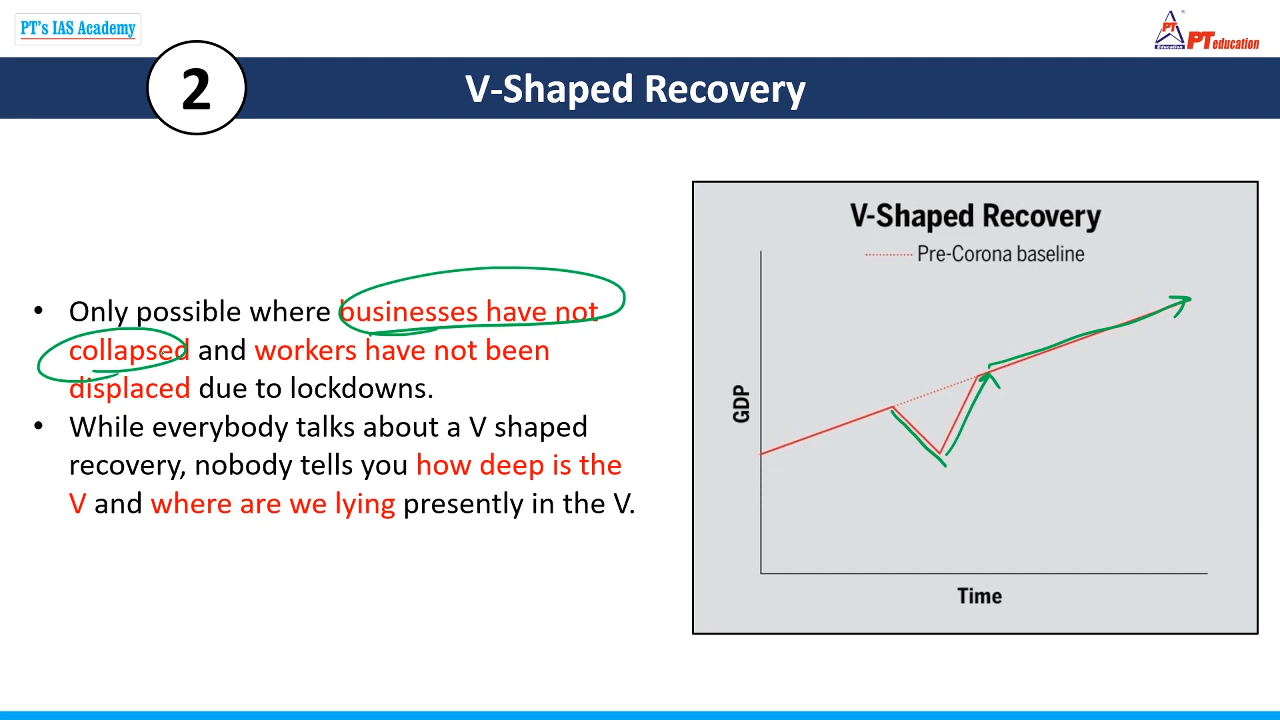 PT's IAS Academy
PT
Education
PT education
2
V-Shaped Recovery
• Only possible where businesses have not
collapsed and workers have not been
displaced due to lockdowns.
• While everybody talks about a V shaped
recovery, nobody tells you how deep is the
V and where are we lying presently in the V.
V-Shaped Recovery
Pre-Corona baseline
GDP
Time